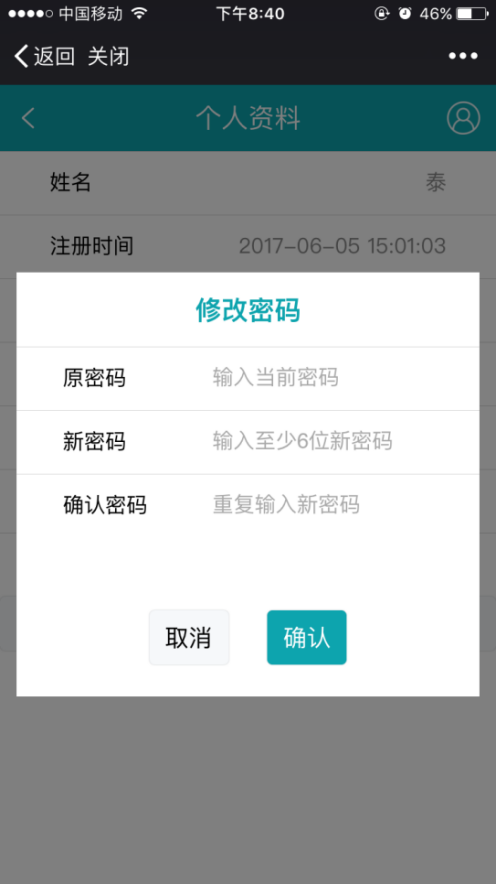 中国移动 下午8:40 46%
返回 关闭
个人资料
姓名 泰
注册时间 2017-06-05 15:01:03
修改密码
原密码 输入当前密码
新密码 输入至少6位新密码
确认密码 重复输入新密码
取消 确认